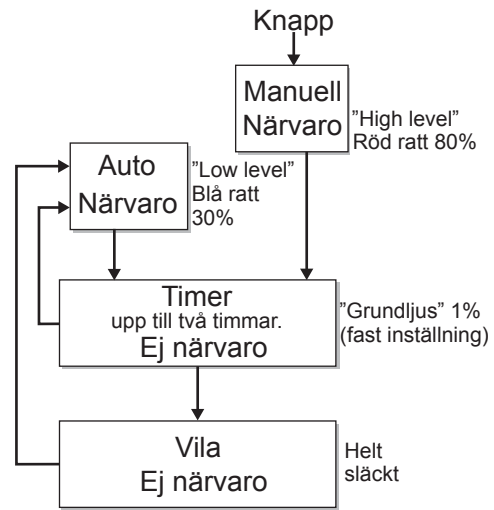 Knapp
Manuell
Närvaro
”High level”
Röd ratt 80%
Auto
Närvaro
”Low level”
Blå ratt
30%
Timer
upp till två timmar.
Ej närvaro
”Grundljus” 1%
(fast inställning)
Vila
Ej närvaro
Helt
släckt